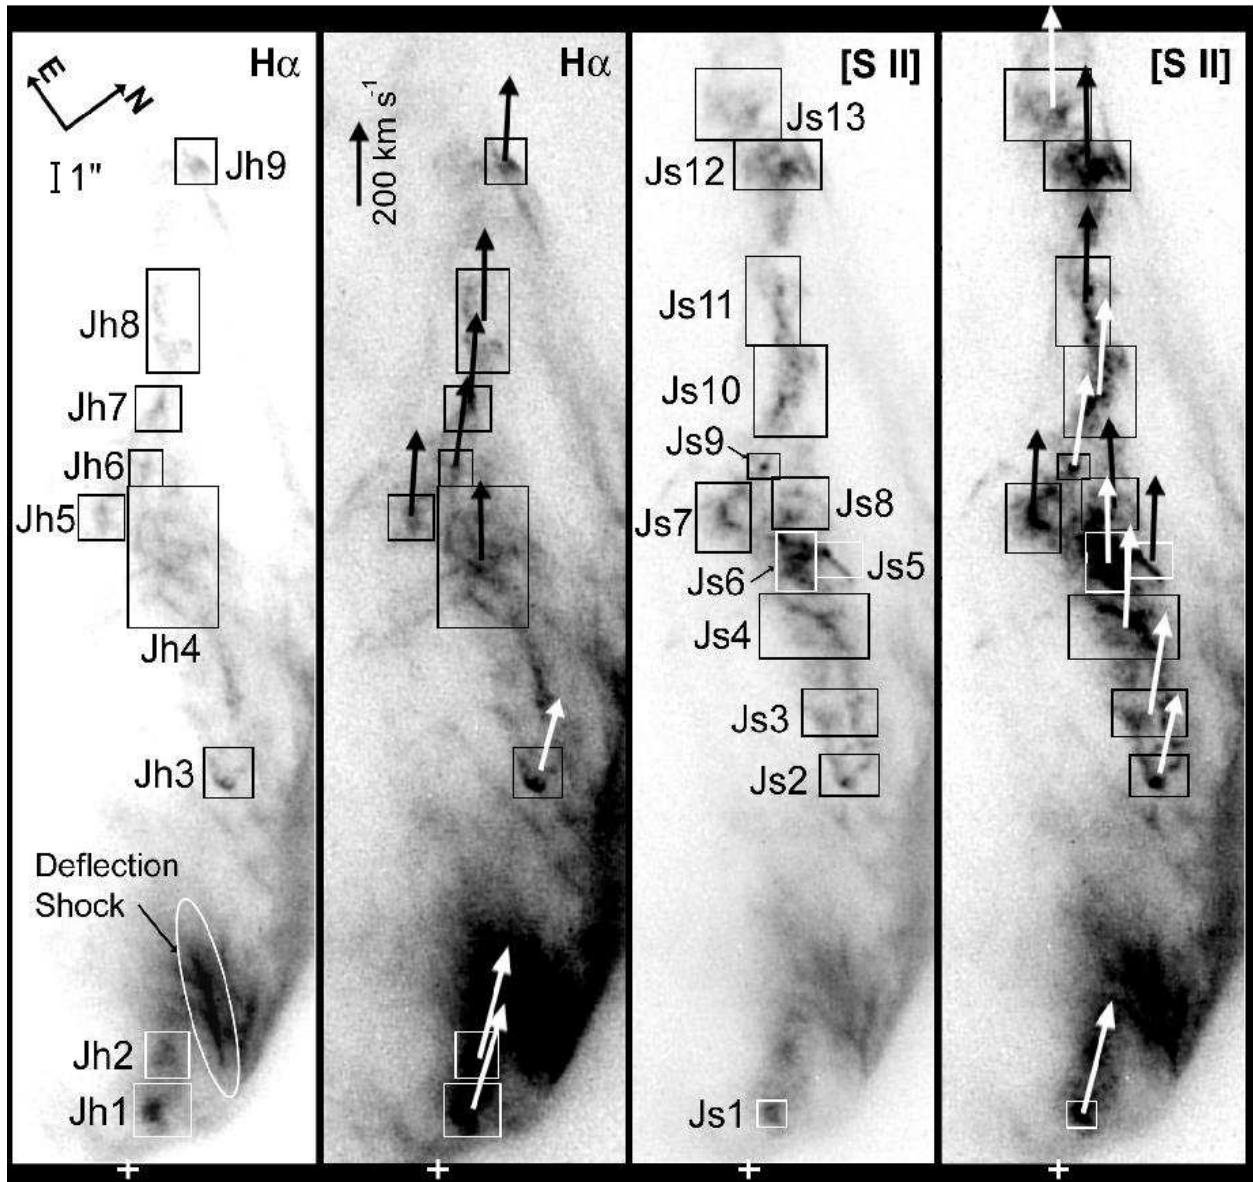 Hα
E
N
1"
Jh9
Jh8
Jh7
Jh6
Jh5
Jh4
Jh3
Deflection
Shock
Jh2
Jh1
Hα
200 km s⁻¹
[S II]
Js13
Js12
Js11
Js10
Js9
Js8
Js7
Js6
Js5
Js4
Js3
Js2
Js1
[S II]